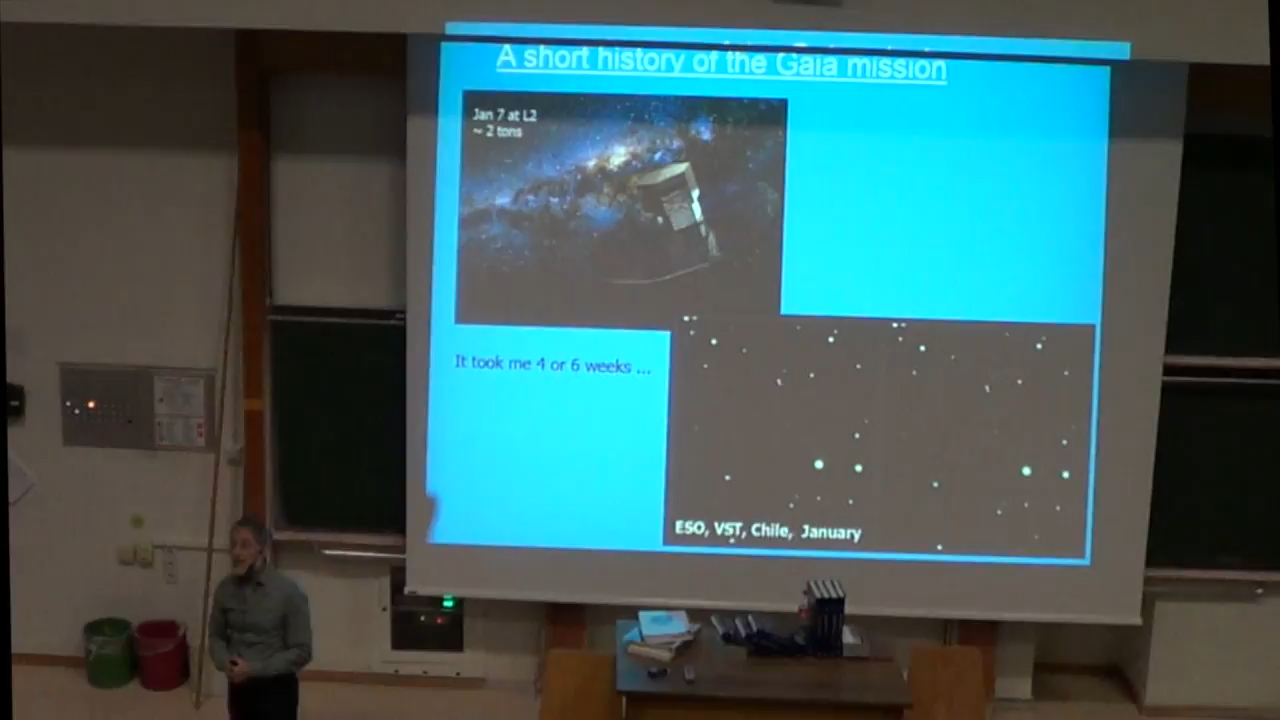 A short history of the Gaia mission
Jan 7 at L2
~ 2 tons
It took me 4 or 6 weeks ...
ESO, VST, Chile, January